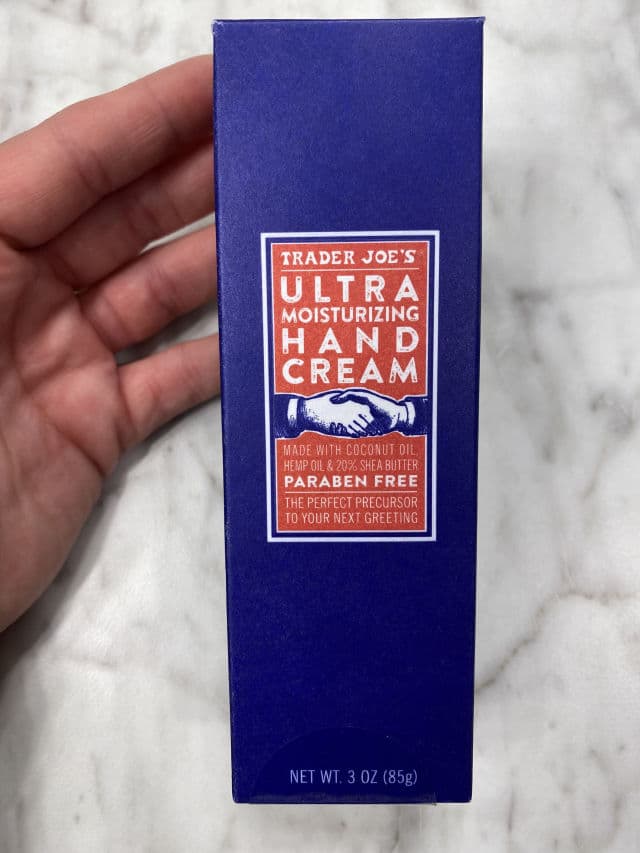 TRADER JOE'S
ULTRA
MOISTURIZING
HAND
CREAM
MADE WITH COCONUT OIL,
HEMP OIL & 20% SHEA BUTTER
PARABEN FREE
THE PERFECT PRECURSOR
TO YOUR NEXT GREETING
NET WT. 3 OZ (85g)